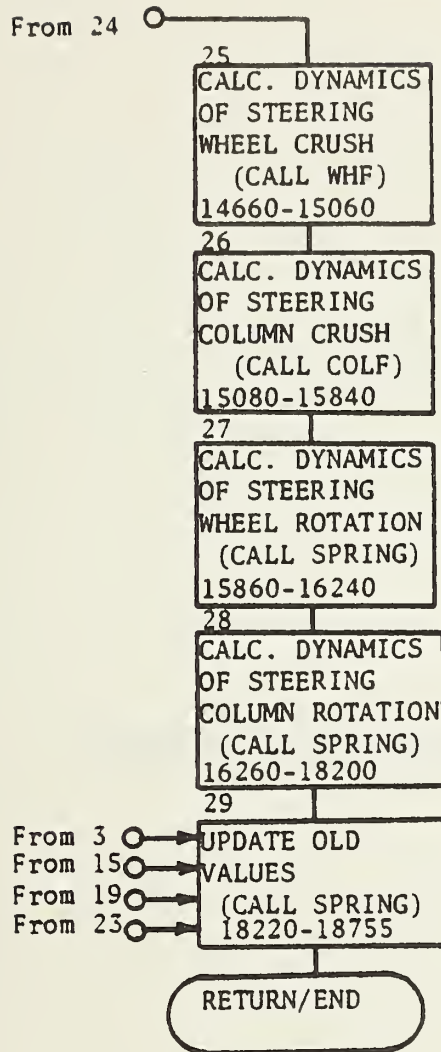 From 24
25
CALC. DYNAMICS
OF STEERING
WHEEL CRUSH
(CALL WHF)
14660-15060
26
CALC. DYNAMICS
OF STEERING
COLUMN CRUSH
(CALL COLF)
15080-15840
27
CALC. DYNAMICS
OF STEERING
WHEEL ROTATION
(CALL SPRING)
15860-16240
28
CALC. DYNAMICS
OF STEERING
COLUMN ROTATION
(CALL SPRING)
16260-18200
29
From 3
From 15
From 19
From 23
UPDATE OLD
VALUES
(CALL SPRING)
18220-18755
RETURN/END